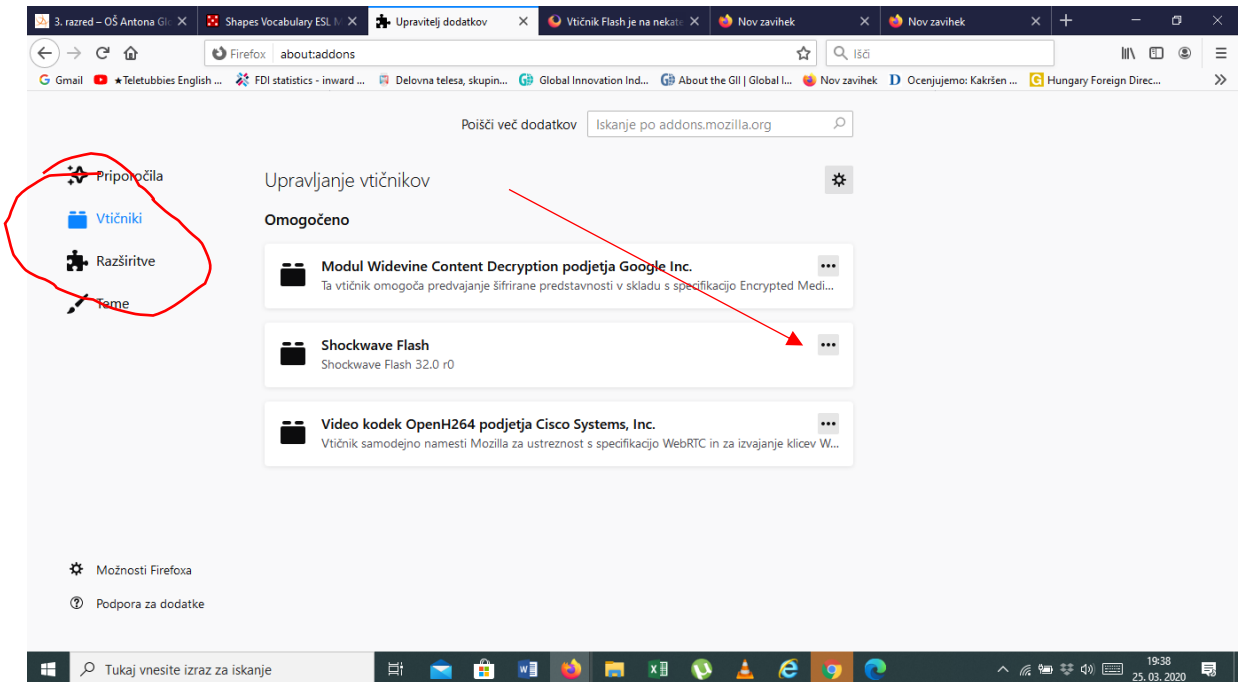 3. razred – OŠ Antona Glo
Shapes Vocabulary ESL M
Upravitelj dodatkov
Vtičnik Flash je na nekate
Nov zavihek
Nov zavihek
Firefox about:addons
Išči
Gmail
★Teletubbies English ...
FDI statistics - inward ...
Delovna telesa, skupin...
Global Innovation Ind...
About the GII | Global I...
Nov zavihek
Ocenjujemo: Kakršen ...
Hungary Foreign Direc...
Poišči več dodatkov
Iskanje po addons.mozilla.org
Priporočila
Vtičniki
Razširitve
Teme
Upravljanje vtičnikov
Omogočeno
Modul Widevine Content Decryption podjetja Google Inc.
Ta vtičnik omogoča predvajanje šifrirane predstavnosti v skladu s specifikacijo Encrypted Medi...
Shockwave Flash
Shockwave Flash 32.0 r0
Video kodek OpenH264 podjetja Cisco Systems, Inc.
Vtičnik samodejno namesti Mozilla za ustreznost s specifikacijo WebRTC in za izvajanje klicev W...
Možnosti Firefoxa
Podpora za dodatke
Tukaj vnesite izraz za iskanje
19:38
25. 03. 2020